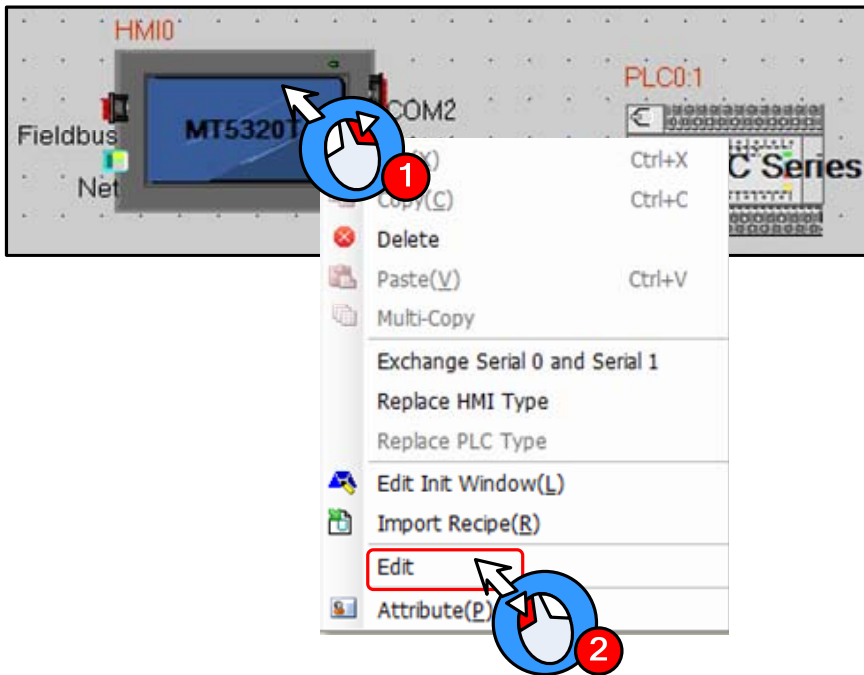 HMI0
PLC0:1
COM2
Fieldbus
MT5320T
Net
C Series
1
Ctrl+X
Copy(C) Ctrl+C
Delete
Paste(V) Ctrl+V
Multi-Copy
Exchange Serial 0 and Serial 1
Replace HMI Type
Replace PLC Type
Edit Init Window(L)
Import Recipe(R)
Edit
Attribute(P)
2